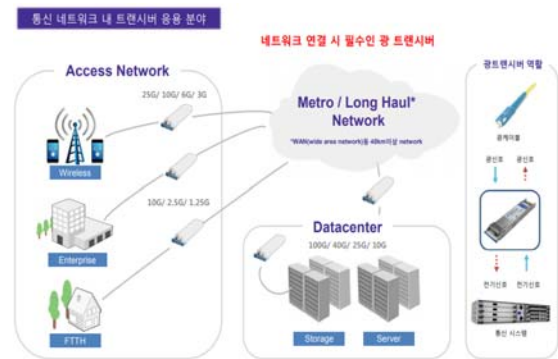 통신 네트워크 내 트랜시버 응용 분야
네트워크 연결 시 필수인 광 트랜시버
Access Network
25G/ 10G/ 6G/ 3G
Wireless
10G/ 2.5G/ 1.25G
Enterprise
FTTH
Metro / Long Haul*
Network
*WAN(wide area network)등 40km이상 network
Datacenter
100G/ 40G/ 25G/ 10G
Storage
Server
광트랜시버 역할
광케이블
광신호
광신호
전기신호
전기신호
통신 시스템